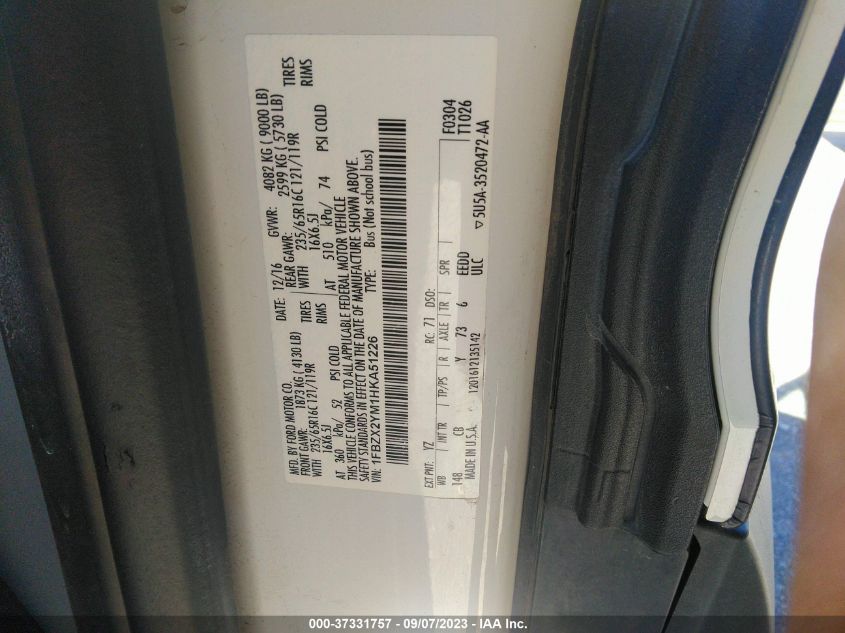 MFD. BY FORD MOTOR CO.
DATE: 12/16 GVWR: 4082 KG ( 9000 LB)
FRONT GAWR: 1873 KG ( 4130 LB) REAR GAWR: 2599 KG ( 5730 LB)
WITH 235/65R16C 121/119R TIRES WITH 235/65R16C 121/119R TIRES
16X6.5J RIMS 16X6.5J RIMS
AT 360 kPa/ 52 PSI COLD AT 510 kPa/ 74 PSI COLD
THIS VEHICLE CONFORMS TO ALL APPLICABLE FEDERAL MOTOR VEHICLE
SAFETY STANDARDS IN EFFECT ON THE DATE OF MANUFACTURE SHOWN ABOVE.
VIN: 1FBZX2YM1HKA51226 TYPE: Bus (Not school bus)
EXT PNT: YZ RC: 71 DSO: F0304
WB INT TR TP/PS R AXLE TR SPR T1026
148 CB Y 73 6 EEDD
MADE IN U.S.A. 1201612135142 ULC 5U5A-3520472-AA
000-37331757 - 09/07/2023 - IAA Inc.